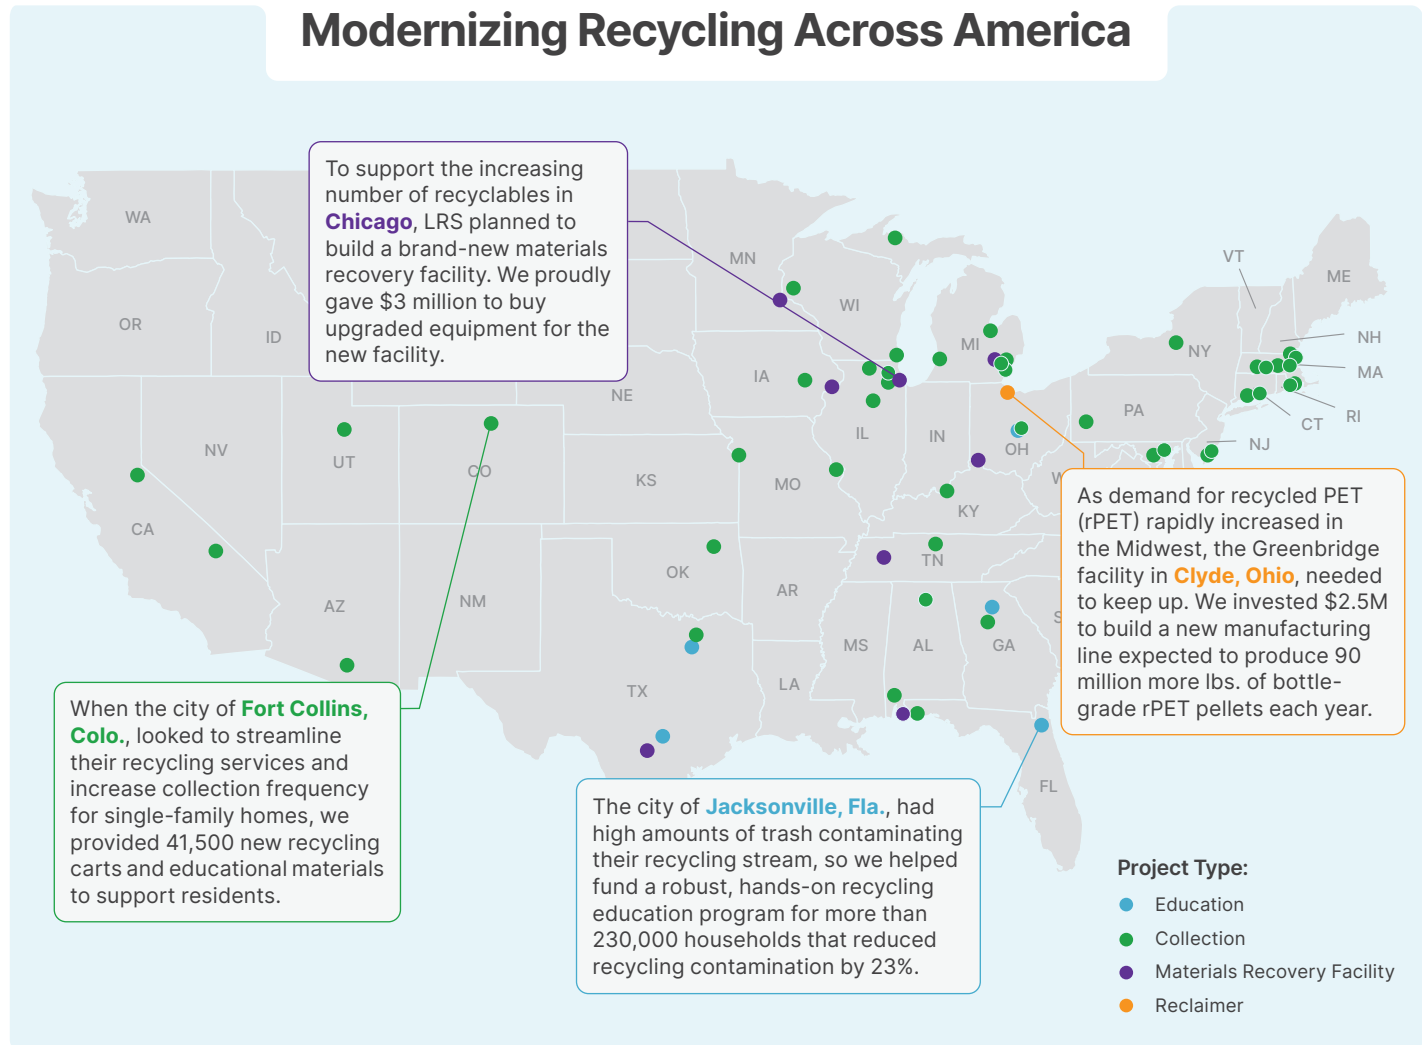 Modernizing Recycling Across America
To support the increasing
number of recyclables in
Chicago, LRS planned to
build a brand-new materials
recovery facility. We proudly
gave $3 million to buy
upgraded equipment for the
new facility.
WA
OR
ID
MN
WI
MI
VT
ME
NH
NY
MA
RI
CT
NJ
PA
IA
NE
NV
UT
CO
CA
KS
MO
IL
IN
OH
KY
TN
OK
AR
AZ
NM
TX
LA
MS
AL
GA
FL
As demand for recycled PET
(rPET) rapidly increased in
the Midwest, the Greenbridge
facility in Clyde, Ohio, needed
to keep up. We invested $2.5M
to build a new manufacturing
line expected to produce 90
million more lbs. of bottle-
grade rPET pellets each year.
When the city of Fort Collins,
Colo., looked to streamline
their recycling services and
increase collection frequency
for single-family homes, we
provided 41,500 new recycling
carts and educational materials
to support residents.
The city of Jacksonville, Fla., had
high amounts of trash contaminating
their recycling stream, so we helped
fund a robust, hands-on recycling
education program for more than
230,000 households that reduced
recycling contamination by 23%.
Project Type:
Education
Collection
Materials Recovery Facility
Reclaimer